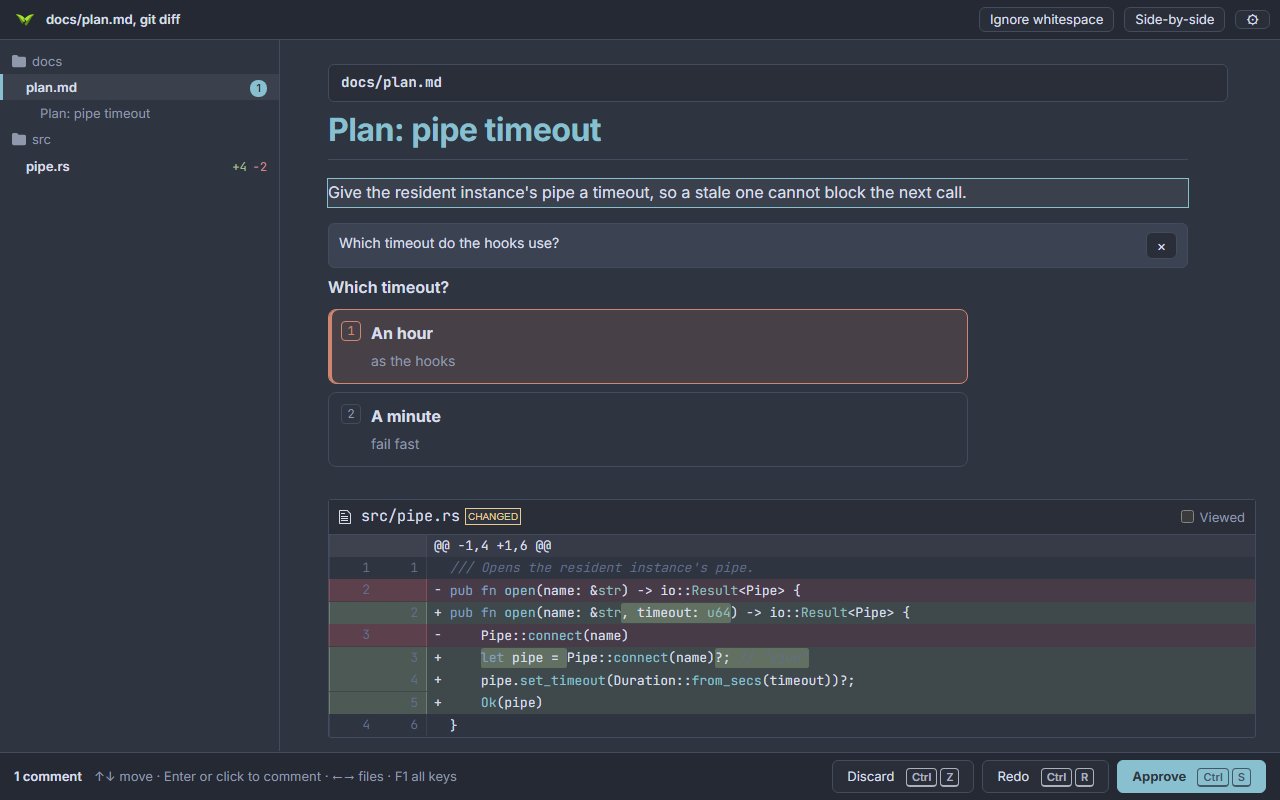 docs/plan.md, git diff
Ignore whitespace
Side-by-side
docs
plan.md 1
Plan: pipe timeout
src
pipe.rs +4 -2
docs/plan.md
Plan: pipe timeout
Give the resident instance's pipe a timeout, so a stale one cannot block the next call.
Which timeout do the hooks use?
×
Which timeout?
1 An hour
as the hooks
2 A minute
fail fast
src/pipe.rs CHANGED
Viewed
@@ -1,4 +1,6 @@
1 1 /// Opens the resident instance's pipe.
2 - pub fn open(name: &str) -> io::Result<Pipe> {
2 + pub fn open(name: &str, timeout: u64) -> io::Result<Pipe> {
3 - Pipe::connect(name)
3 + let pipe = Pipe::connect(name)?;
4 + pipe.set_timeout(Duration::from_secs(timeout))?;
5 + Ok(pipe)
4 6 }
1 comment ↑↓ move · Enter or click to comment · ←→ files · F1 all keys
Discard Ctrl Z
Redo Ctrl R
Approve Ctrl S